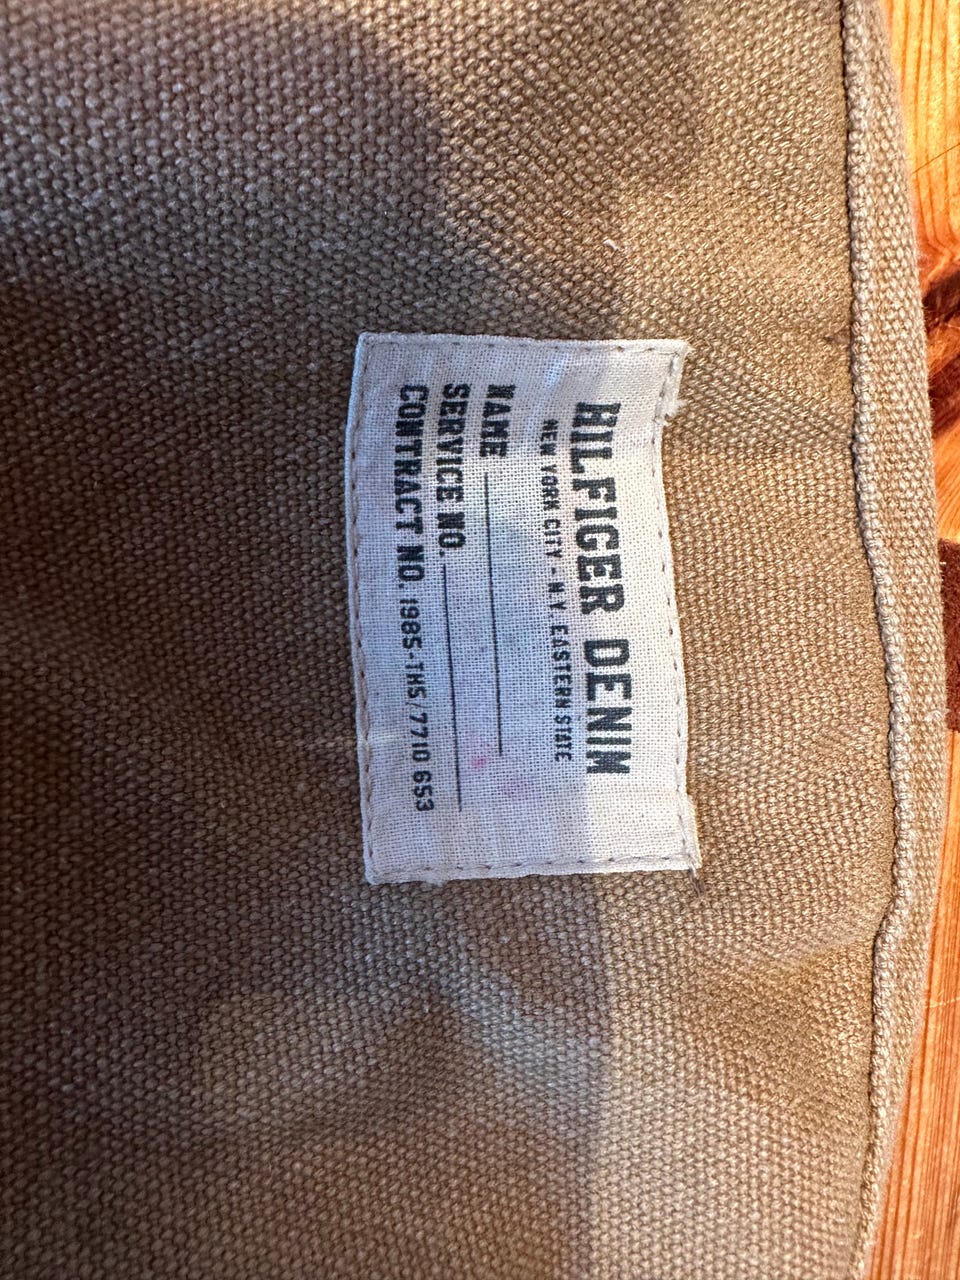 HILFIGER DENIM
NEW YORK CITY - N.Y. EASTERN STATE
NAME
SERVICE NO.
CONTRACT NO. 1985-THS/7710 653